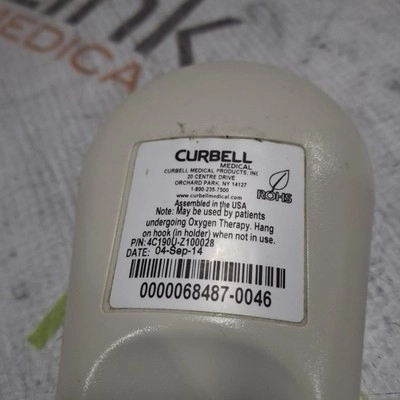 Link
MEDICA
CURBELL
MEDICAL
CURBELL MEDICAL PRODUCTS, INC
20 CENTRE DRIVE
ORCHARD PARK, NY 14127
1-800-235-7500
www.curbellmedical.com
ROHS
Assembled in the USA
Note: May be used by patients
undergoing Oxygen Therapy. Hang
on hook (in holder) when not in use.
P/N: 4C190U-Z100028
DATE: 04-Sep-14
0000068487-0046